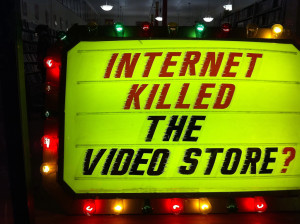 INTERNET
KILLED
THE
VIDEO STORE?